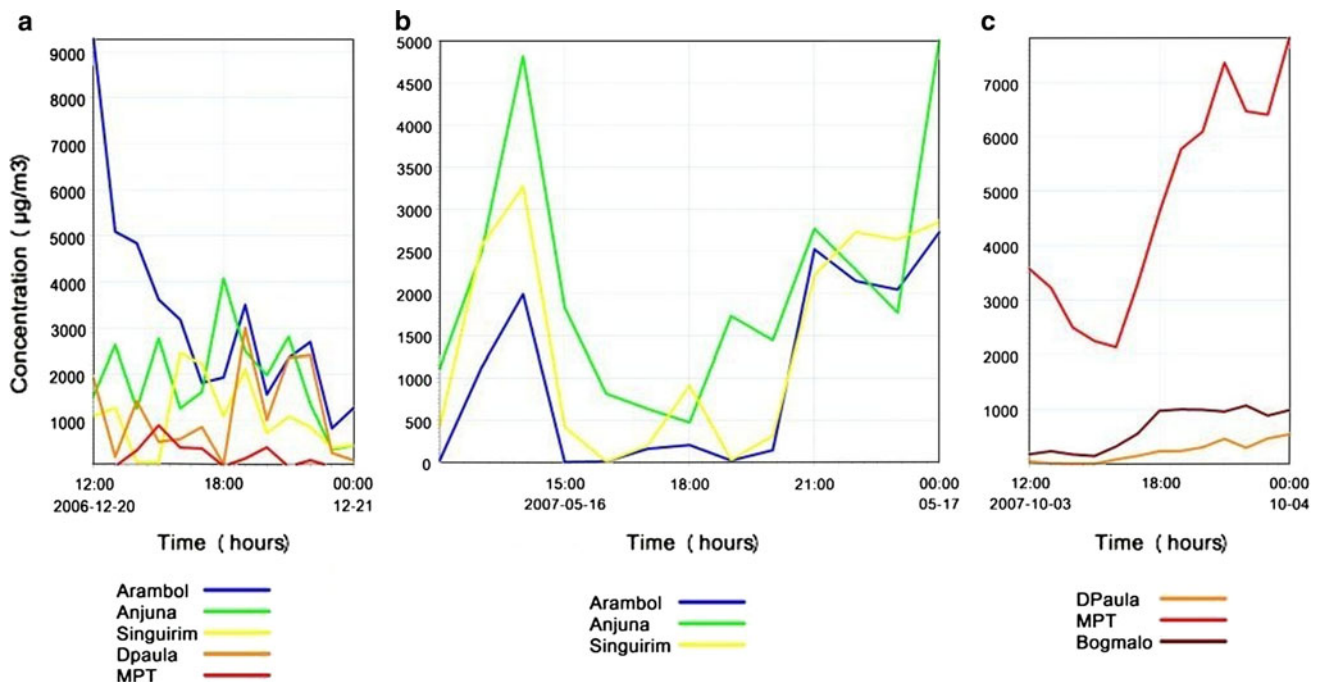 a
b
c
Concentration ( µg/m3)
9000
8000
7000
6000
5000
4000
3000
2000
1000
12:00
18:00
00:00
2006-12-20
12-21
Time ( hours)
Arambol
Anjuna
Singuirim
Dpaula
MPT
5000
4500
4000
3500
3000
2500
2000
1500
1000
500
0
15:00
18:00
21:00
00:00
2007-05-16
05-17
Time ( hours)
Arambol
Anjuna
Singuirim
7000
6000
5000
4000
3000
2000
1000
12:00
18:00
00:00
2007-10-03
10-04
Time ( hours)
DPaula
MPT
Bogmalo